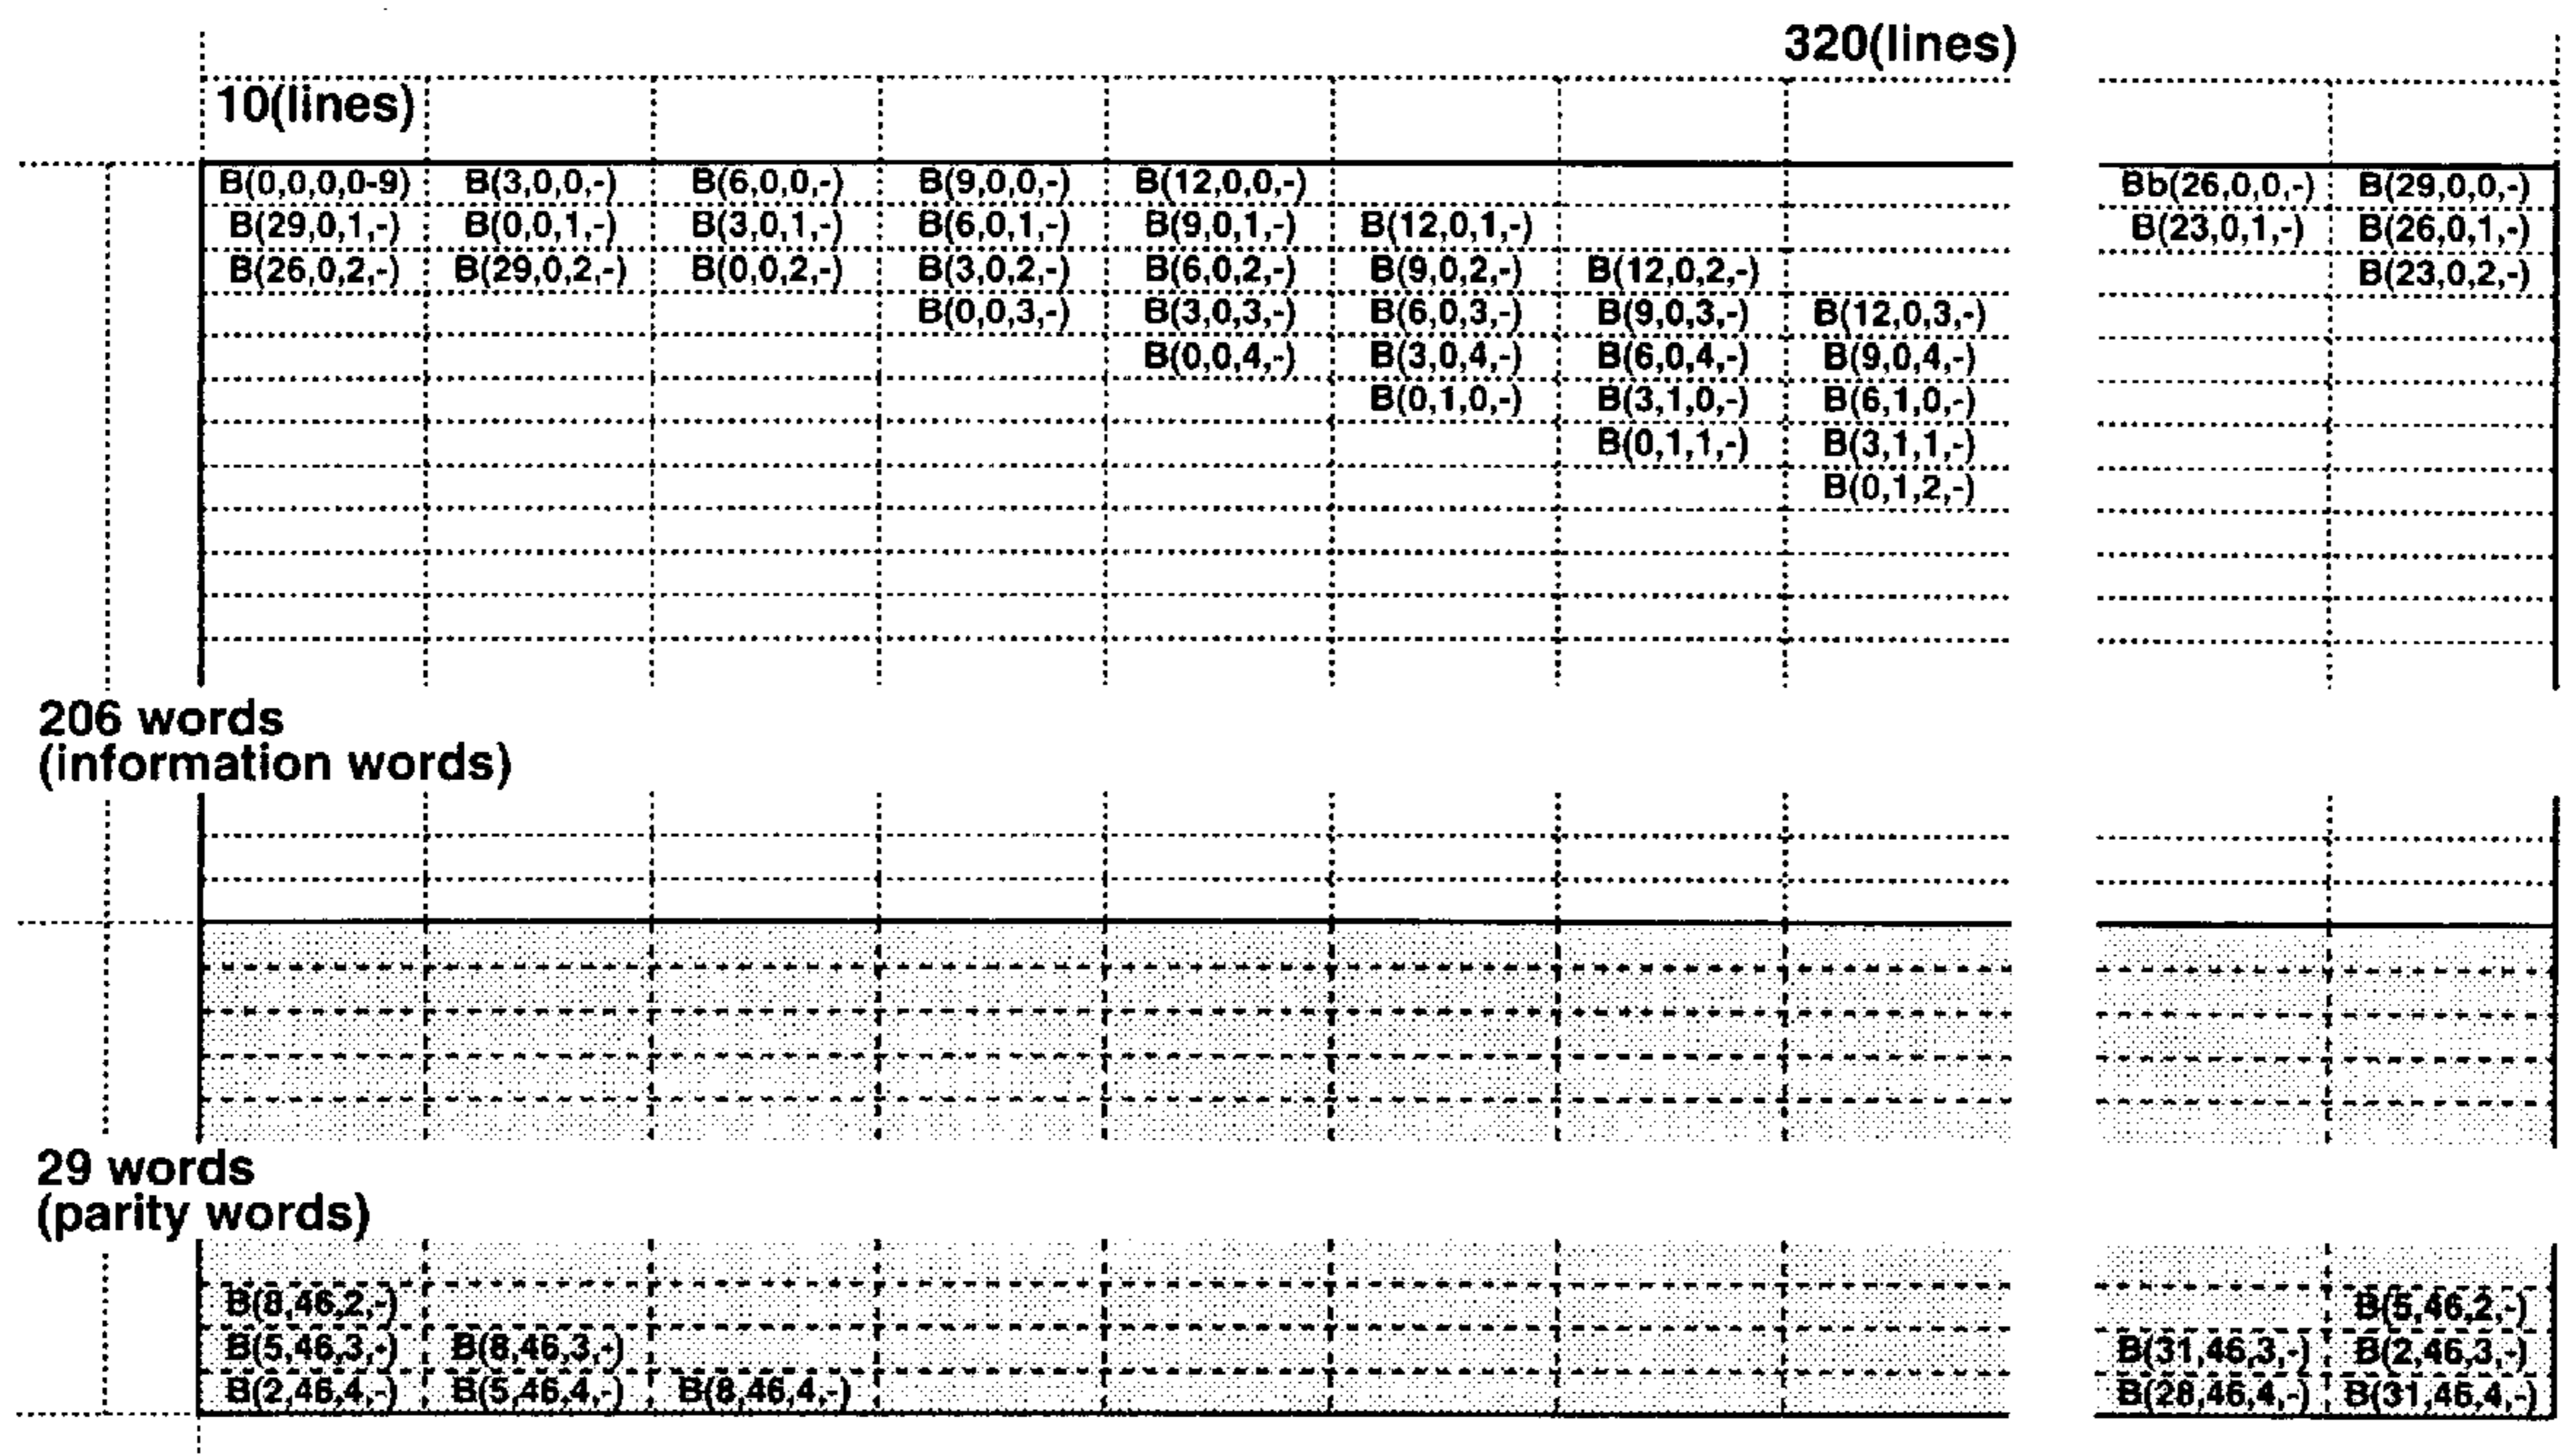 320(lines)
10(lines)
B(0,0,0,0-9) B(3,0,0,-) B(6,0,0,-) B(9,0,0,-) B(12,0,0,-) Bb(26,0,0,-) B(29,0,0,-)
B(29,0,1,-) B(0,0,1,-) B(3,0,1,-) B(6,0,1,-) B(9,0,1,-) B(12,0,1,-) B(23,0,1,-) B(26,0,1,-)
B(26,0,2,-) B(29,0,2,-) B(0,0,2,-) B(3,0,2,-) B(6,0,2,-) B(9,0,2,-) B(12,0,2,-) B(23,0,2,-)
B(0,0,3,-) B(3,0,3,-) B(6,0,3,-) B(9,0,3,-) B(12,0,3,-)
B(0,0,4,-) B(3,0,4,-) B(6,0,4,-) B(9,0,4,-)
B(0,1,0,-) B(3,1,0,-) B(6,1,0,-)
B(0,1,1,-) B(3,1,1,-)
B(0,1,2,-)
206 words
(information words)
29 words
(parity words)
B(8,46,2,-) B(5,46,2,-)
B(5,46,3,-) B(8,46,3,-) B(31,46,3,-) B(2,46,3,-)
B(2,46,4,-) B(5,46,4,-) B(8,46,4,-) B(28,46,4,-) B(31,46,4,-)